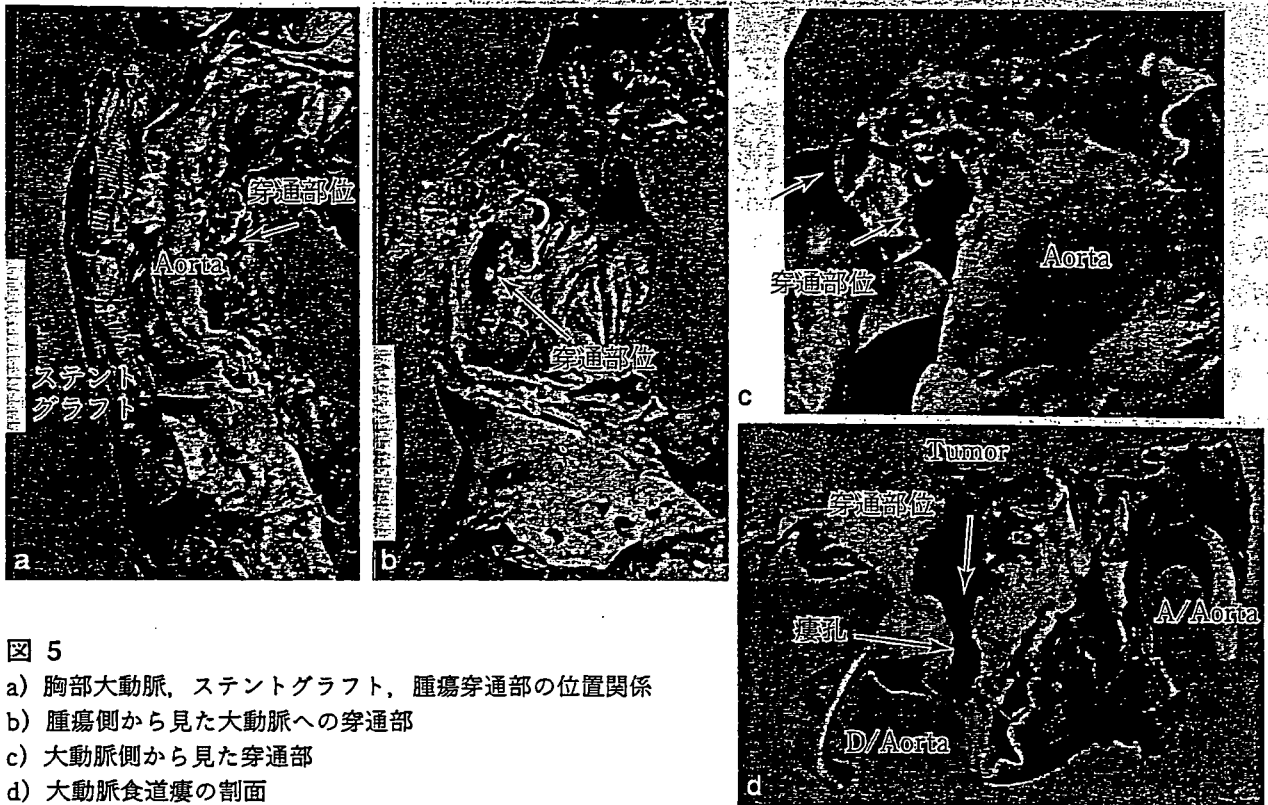 穿通部位
Aorta
ステント
グラフト
a
穿通部位
b
穿通部位
Aorta
c
Tumor
穿通部位
瘻孔
A/Aorta
D/Aorta
d
図 5
a）胸部大動脈，ステントグラフト，腫瘍穿通部の位置関係
b）腫瘍側から見た大動脈への穿通部
c）大動脈側から見た穿通部
d）大動脈食道瘻の割面